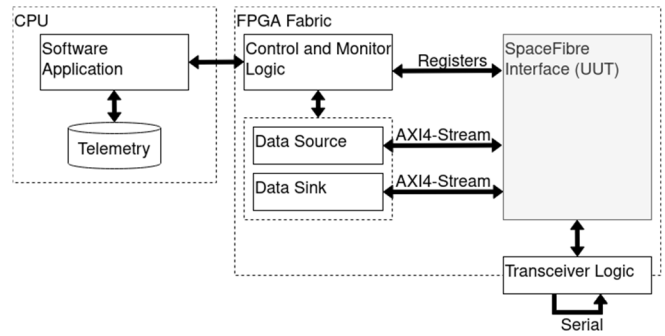 CPU
Software
Application
Telemetry
FPGA Fabric
Control and Monitor
Logic
Registers
SpaceFibre
Interface (UUT)
Data Source
AXI4-Stream
Data Sink
AXI4-Stream
Transceiver Logic
Serial